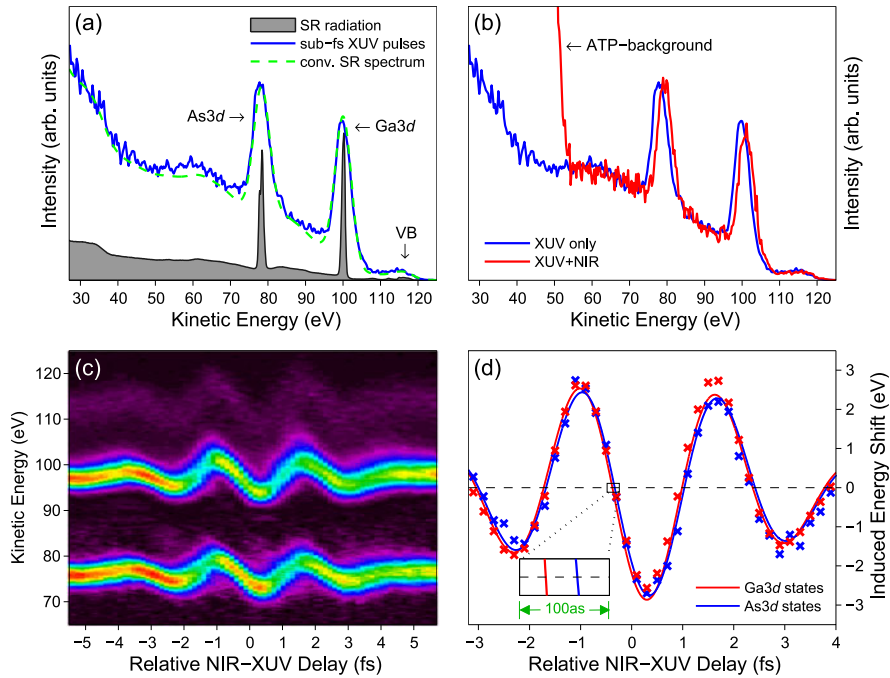 (a)
SR radiation
sub-fs XUV pulses
conv. SR spectrum
As3d
Ga3d
VB
Intensity (arb. units)
30 40 50 60 70 80 90 100 110 120
Kinetic Energy (eV)
(b)
ATP-background
XUV only
XUV+NIR
Intensity (arb. units)
30 40 50 60 70 80 90 100 110 120
Kinetic Energy (eV)
(c)
Kinetic Energy (eV)
120
110
100
90
80
70
-5 -4 -3 -2 -1 0 1 2 3 4 5
Relative NIR-XUV Delay (fs)
(d)
3
2
1
0
-1
-2
-3
Induced Energy Shift (eV)
100as
Ga3d states
As3d states
-3 -2 -1 0 1 2 3 4
Relative NIR-XUV Delay (fs)